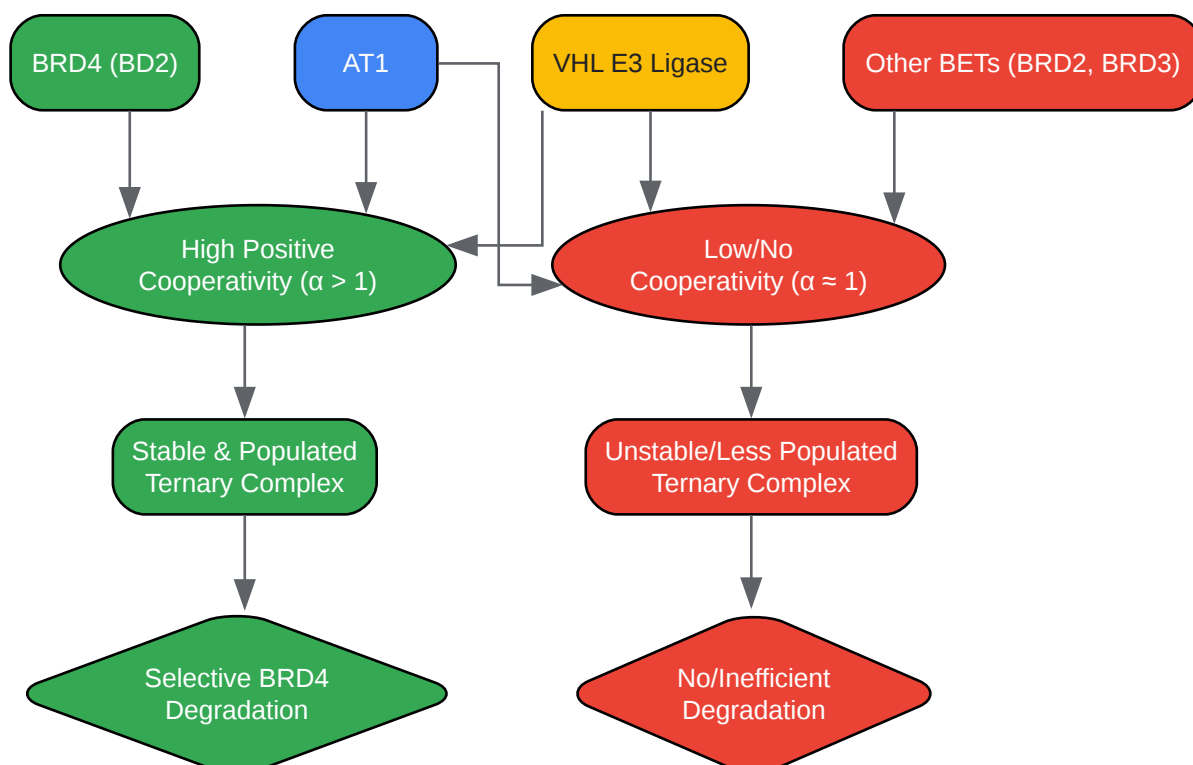 BRD4 (BD2)
AT1
VHL E3 Ligase
Other BETs (BRD2, BRD3)
High Positive
Cooperativity (α > 1)
Low/No
Cooperativity (α ≈ 1)
Stable & Populated
Ternary Complex
Unstable/Less Populated
Ternary Complex
Selective BRD4
Degradation
No/Inefficient
Degradation